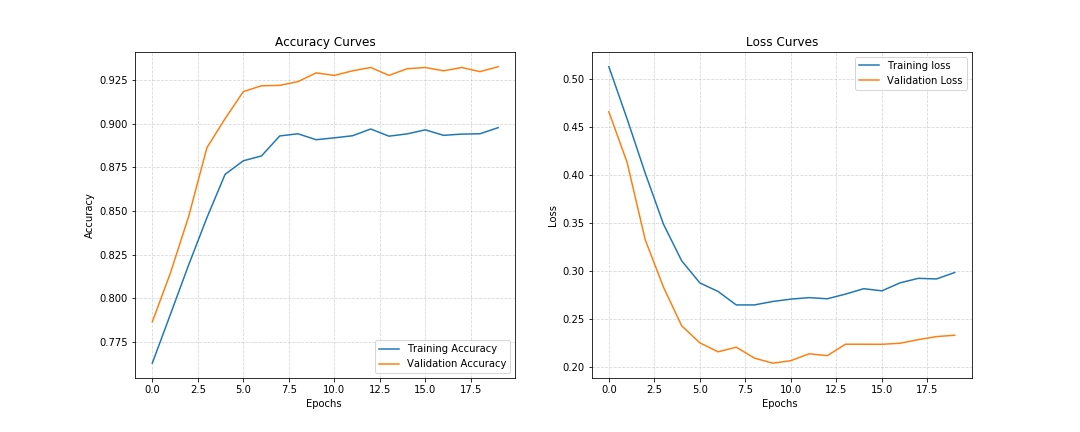 Accuracy Curves
Accuracy
0.925
0.900
0.875
0.850
0.825
0.800
0.775
Training Accuracy
Validation Accuracy
0.0 2.5 5.0 7.5 10.0 12.5 15.0 17.5
Epochs
Loss Curves
Loss
0.50
0.45
0.40
0.35
0.30
0.25
0.20
Training loss
Validation Loss
0.0 2.5 5.0 7.5 10.0 12.5 15.0 17.5
Epochs